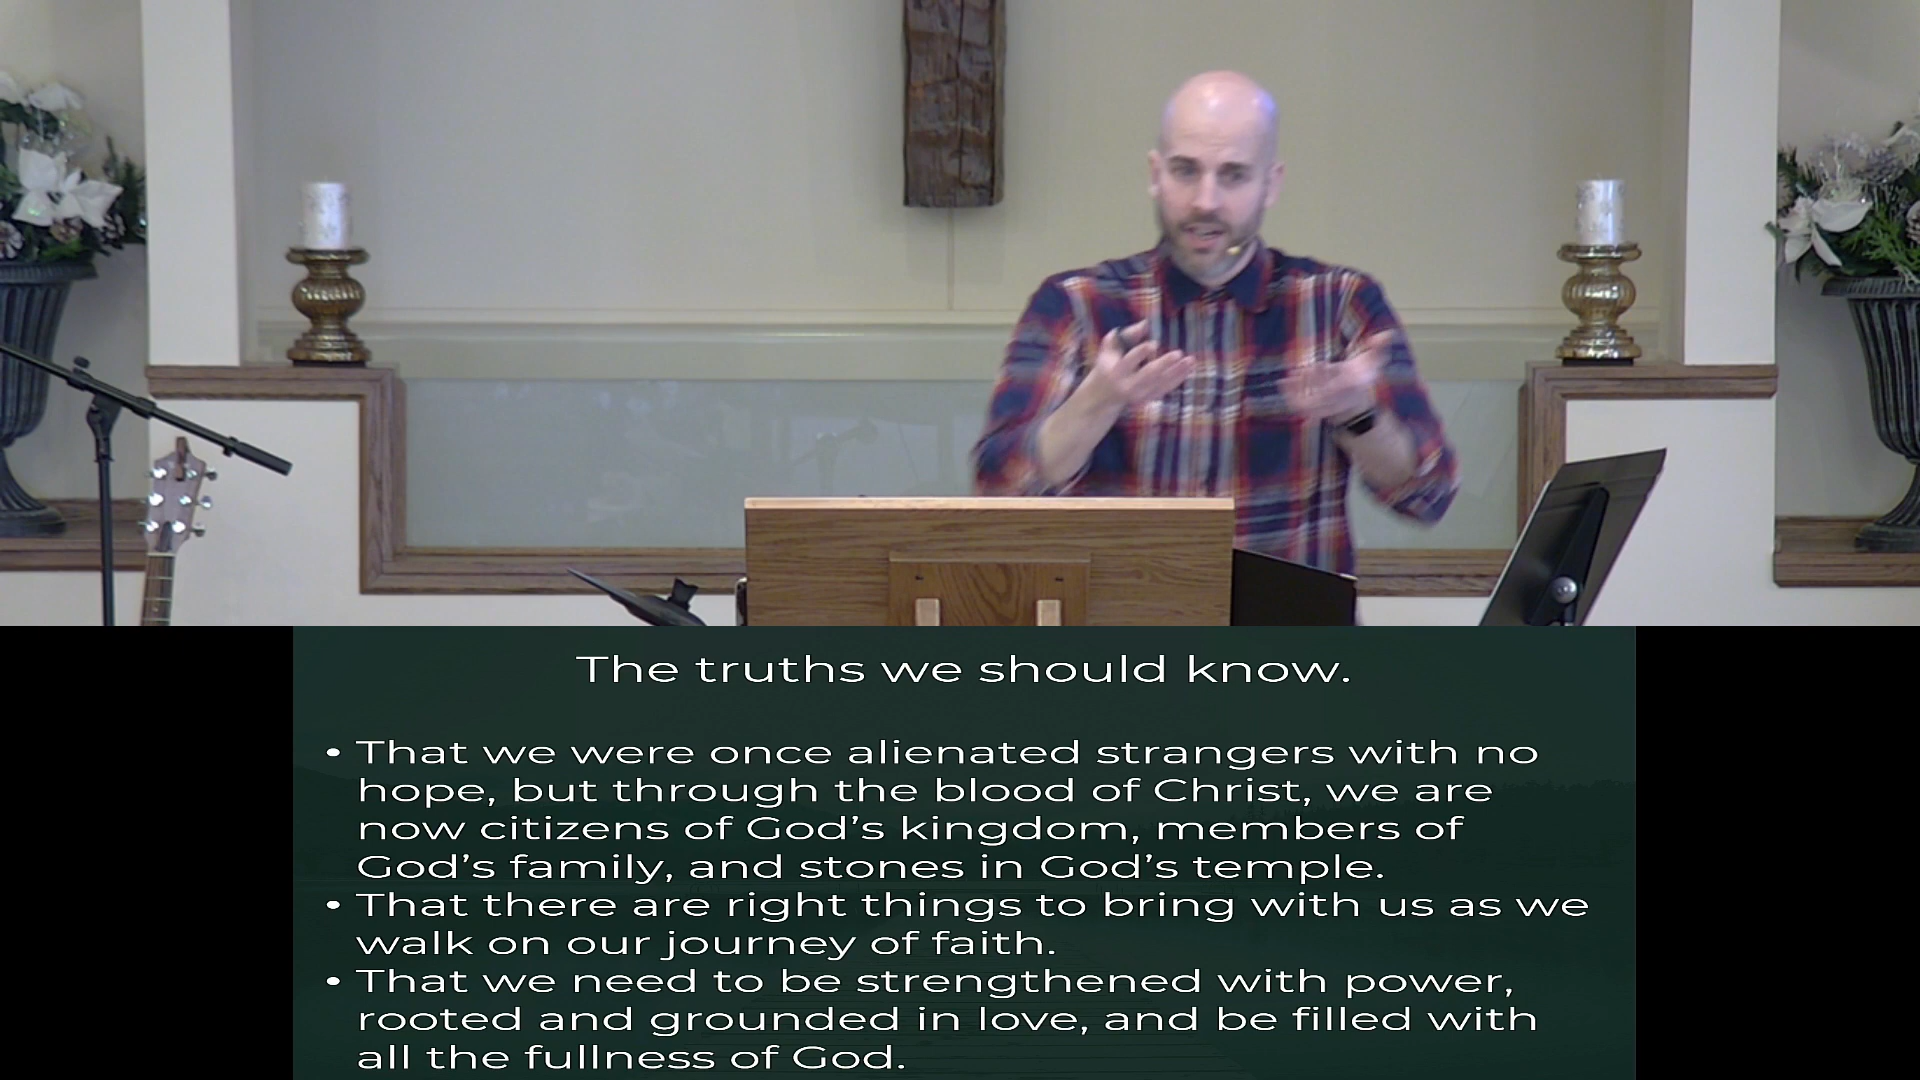 The truths we should know.
• That we were once alienated strangers with no
hope, but through the blood of Christ, we are
now citizens of God’s kingdom, members of
God’s family, and stones in God’s temple.
• That there are right things to bring with us as we
walk on our journey of faith.
• That we need to be strengthened with power,
rooted and grounded in love, and be filled with
all the fullness of God.